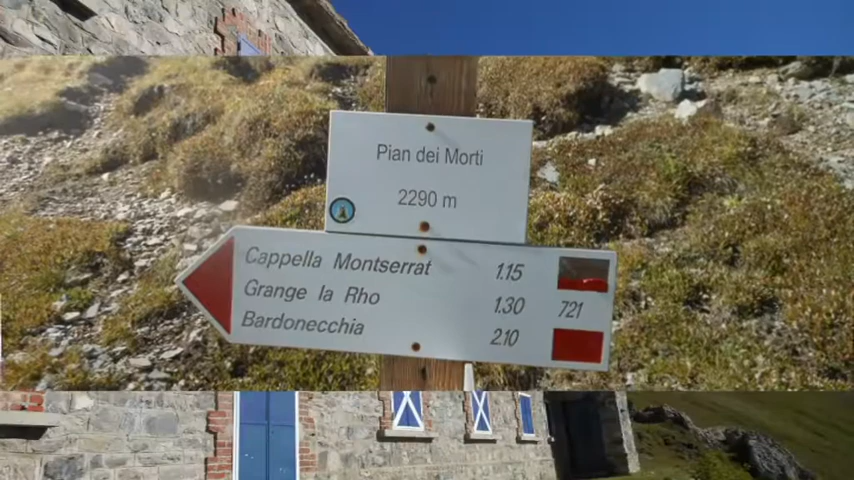 Pian dei Morti
2290 m
Cappella Montserrat 1.15
Grange la Rho 1.30 721
Bardonecchia 2.10